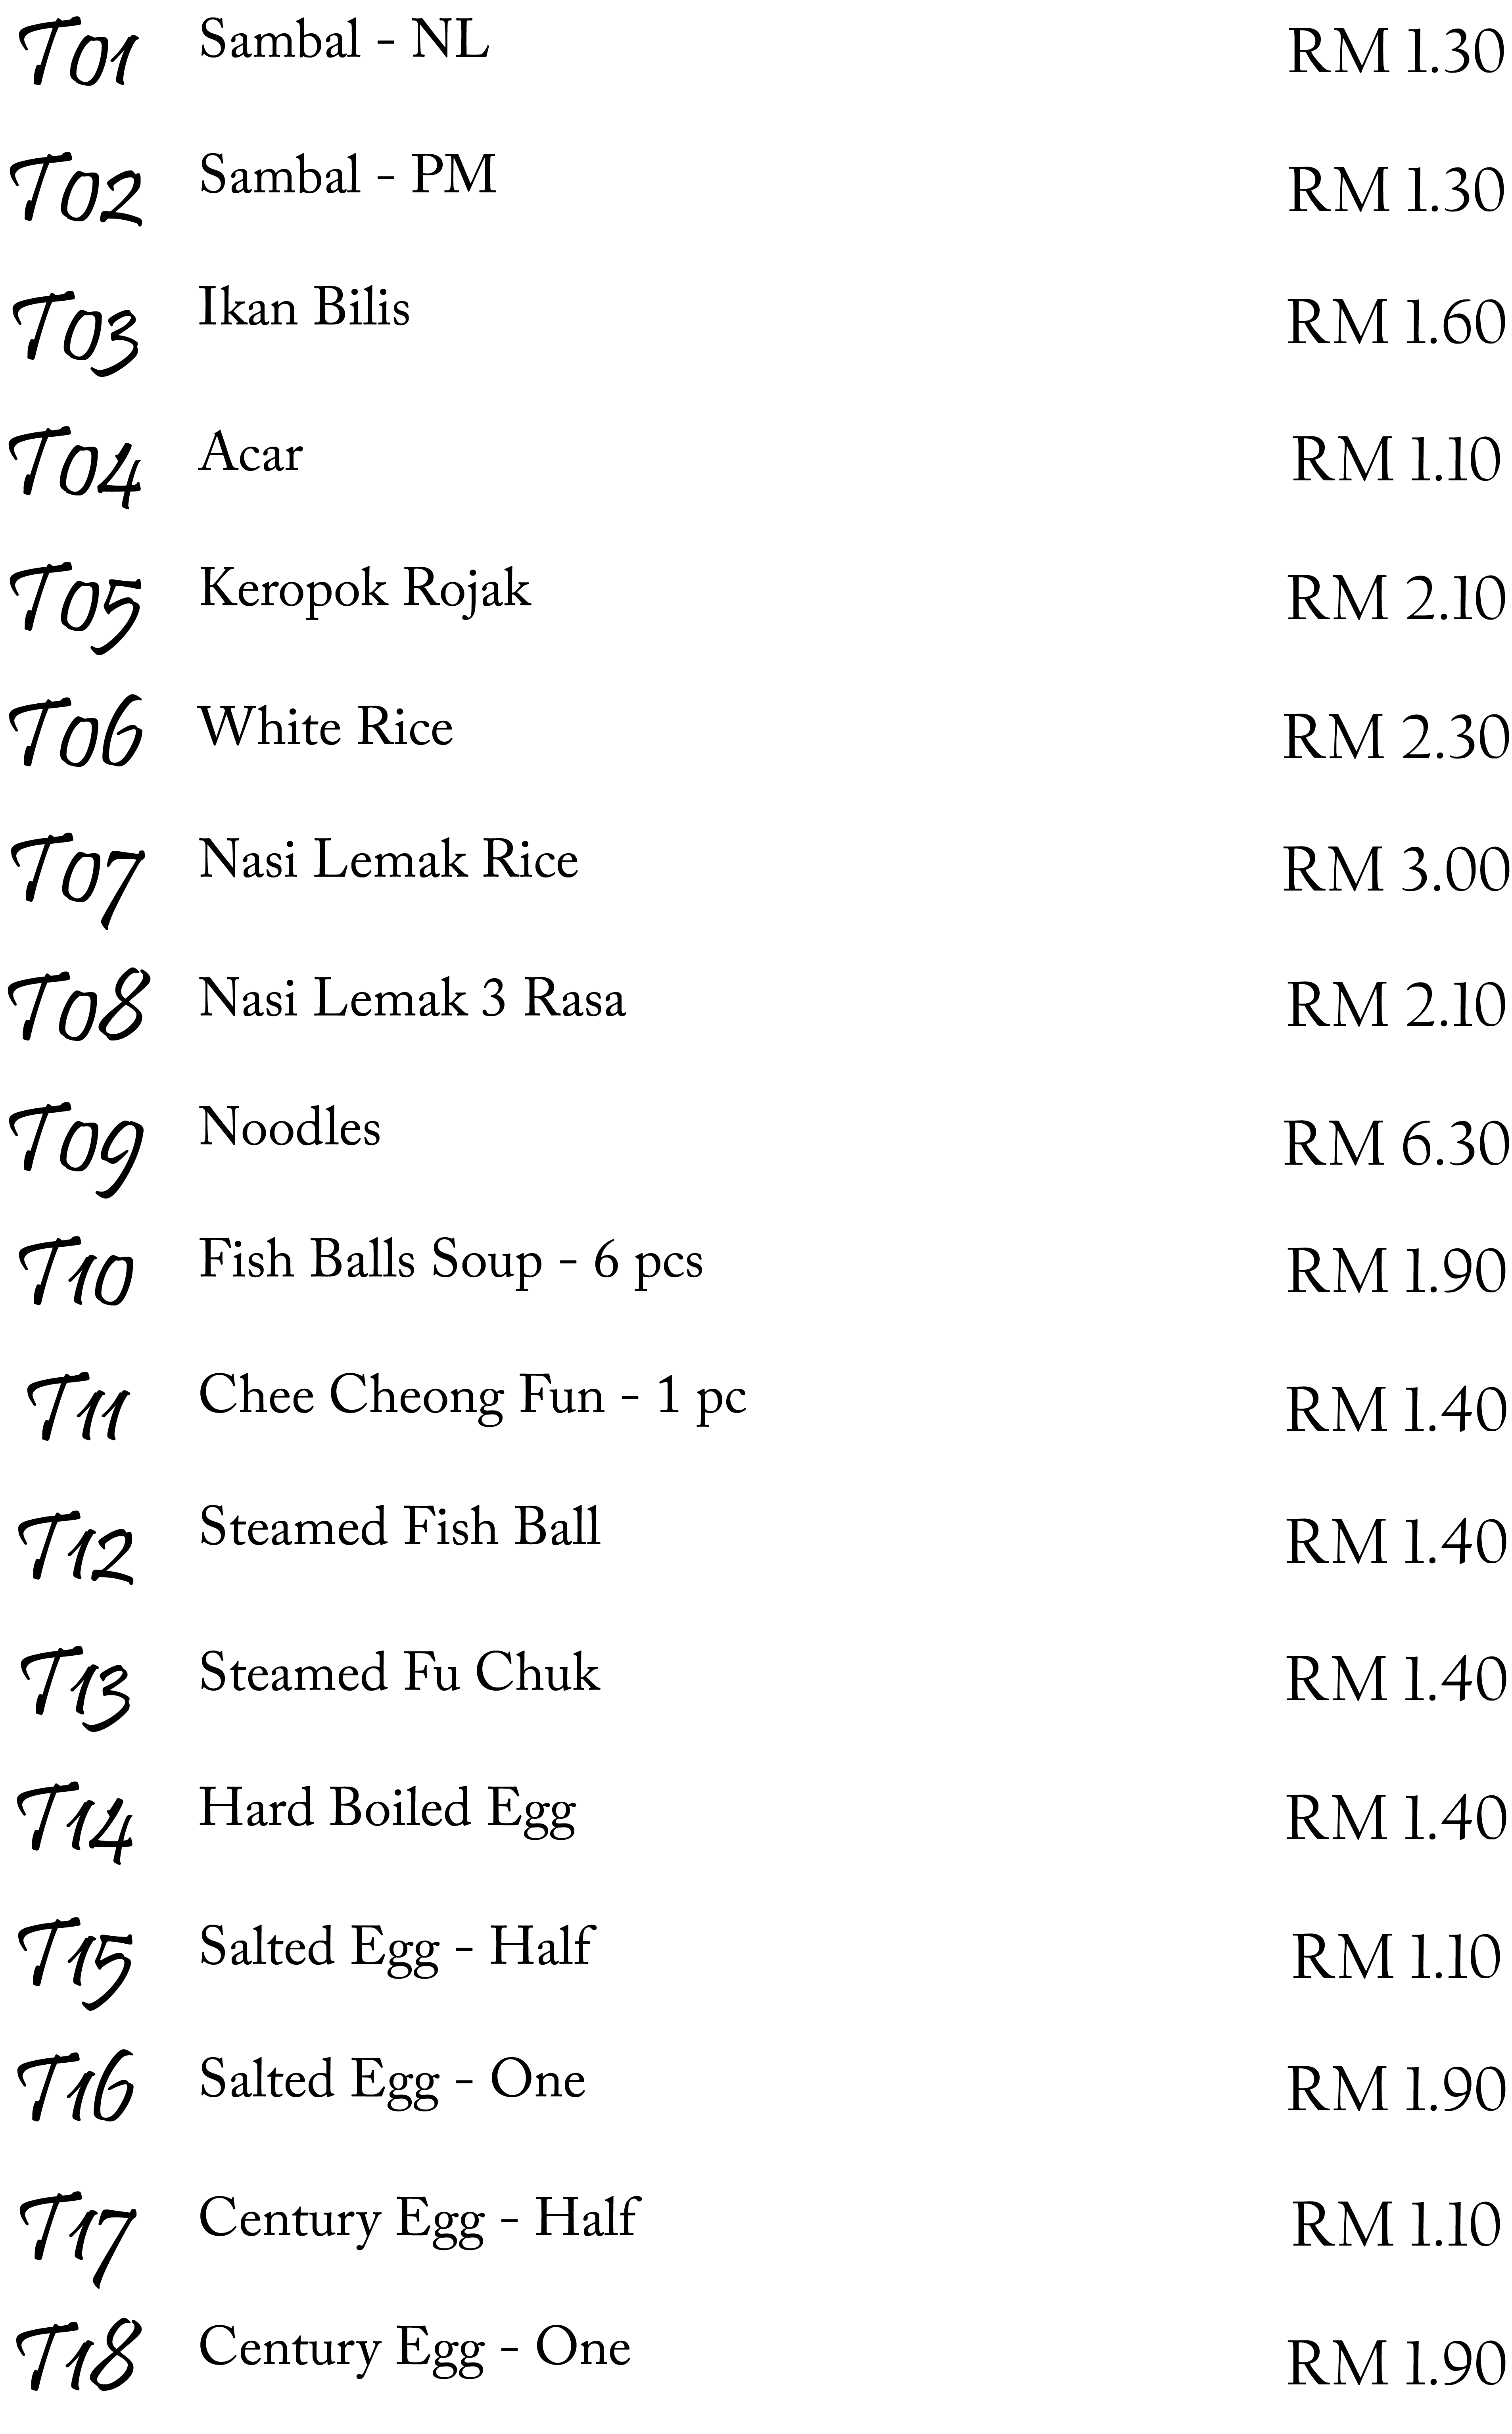 T01 Sambal - NL RM 1.30
T02 Sambal - PM RM 1.30
T03 Ikan Bilis RM 1.60
T04 Acar RM 1.10
T05 Keropok Rojak RM 2.10
T06 White Rice RM 2.30
T07 Nasi Lemak Rice RM 3.00
T08 Nasi Lemak 3 Rasa RM 2.10
T09 Noodles RM 6.30
T10 Fish Balls Soup - 6 pcs RM 1.90
T11 Chee Cheong Fun - 1 pc RM 1.40
T12 Steamed Fish Ball RM 1.40
T13 Steamed Fu Chuk RM 1.40
T14 Hard Boiled Egg RM 1.40
T15 Salted Egg - Half RM 1.10
T16 Salted Egg - One RM 1.90
T17 Century Egg - Half RM 1.10
T18 Century Egg - One RM 1.90